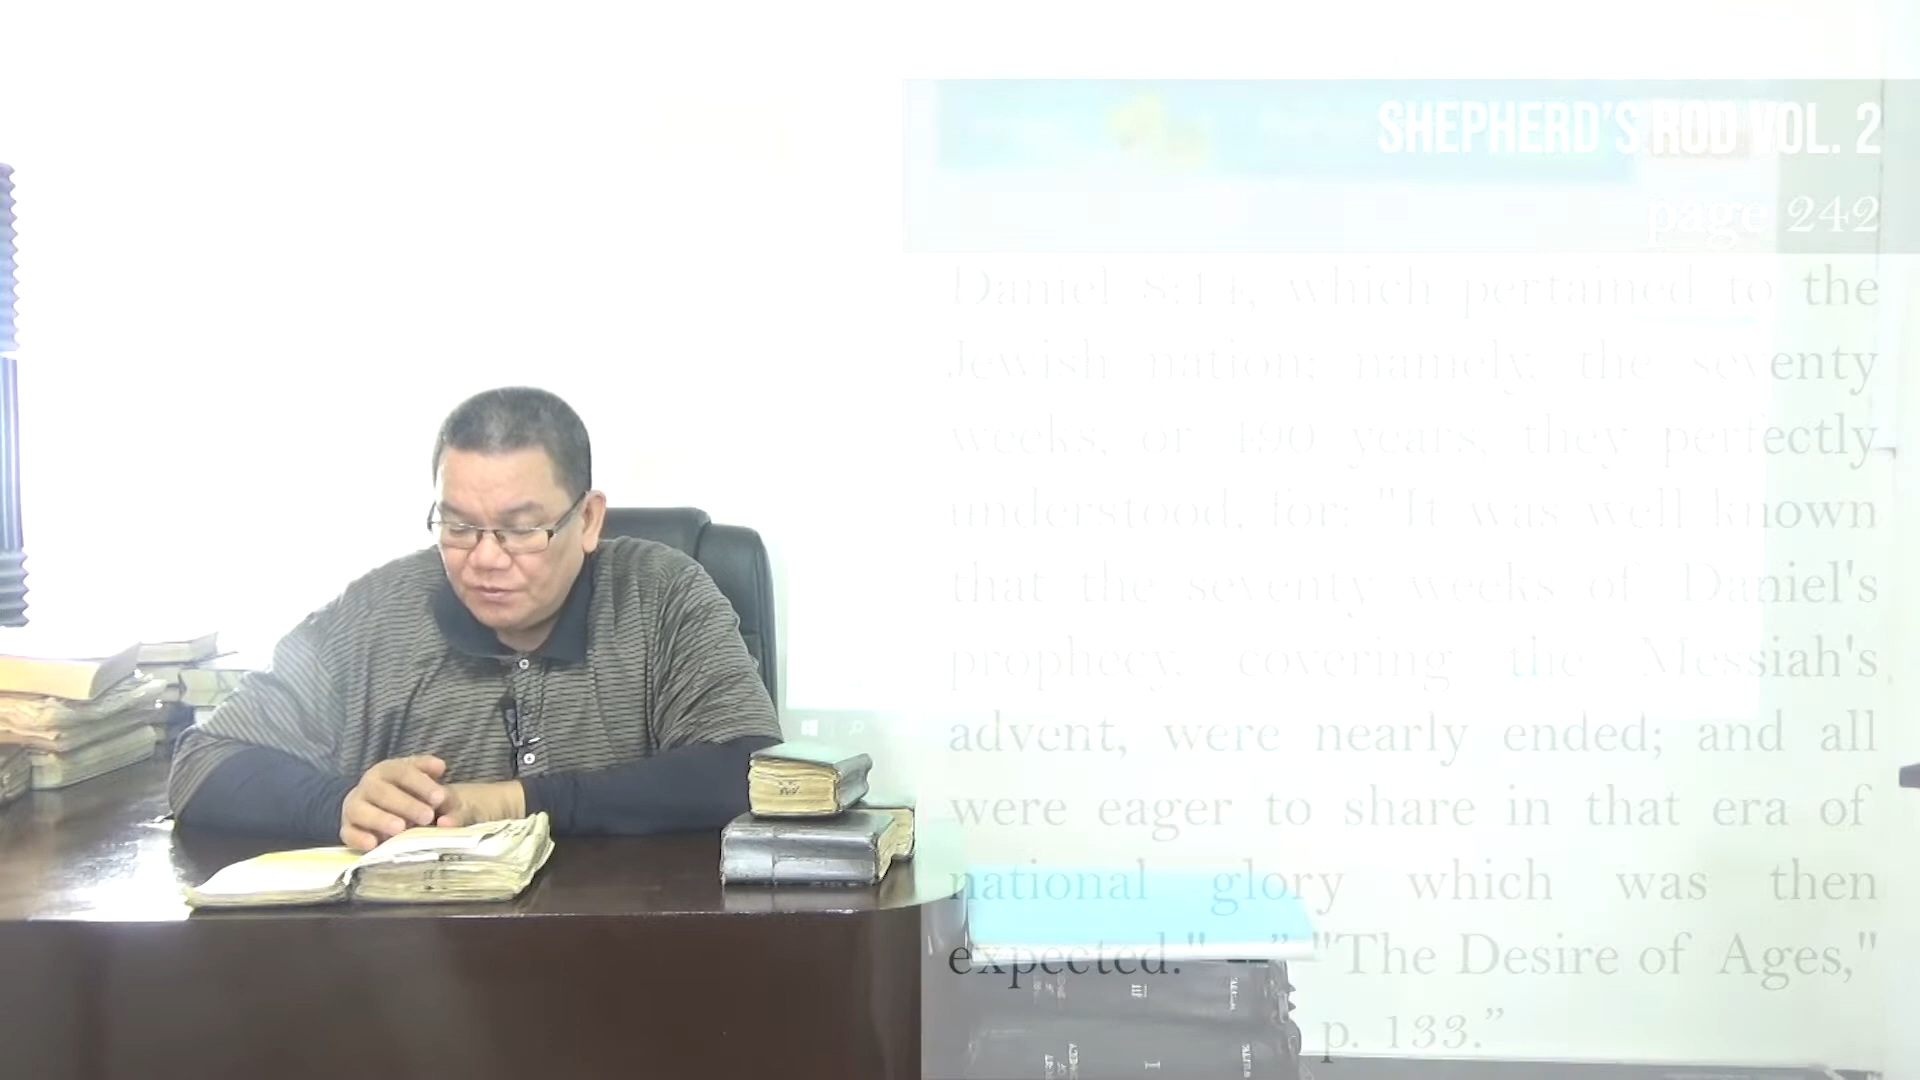 SHEPHERD'S ROD VOL. 2
page 242
Daniel 8:14, which pertained to the
Jewish nation; namely, the seventy
weeks, or 490 years, they perfectly
understood, for: "It was well known
that the seventy weeks of Daniel's
prophecy, covering the Messiah's
advent, were nearly ended; and all
were eager to share in that era of
national glory which was then
expected." – ” "The Desire of Ages,"
p. 133.”
III
I